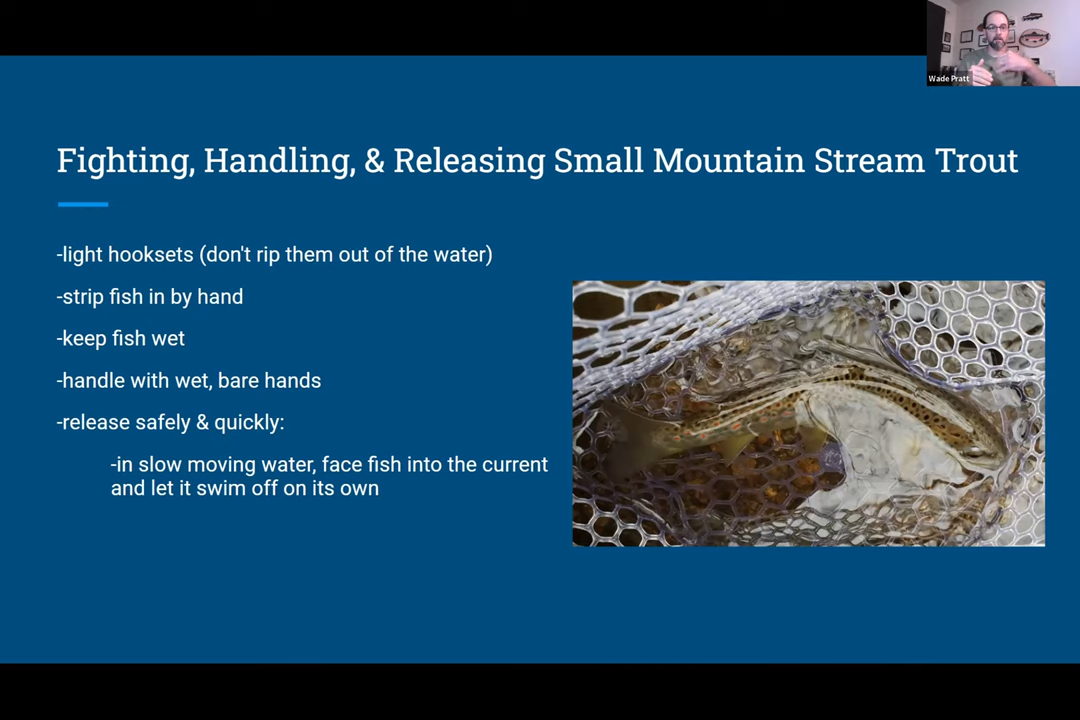 Wade Pratt
Fighting, Handling, & Releasing Small Mountain Stream Trout
-light hooksets (don't rip them out of the water)
-strip fish in by hand
-keep fish wet
-handle with wet, bare hands
-release safely & quickly:
-in slow moving water, face fish into the current
and let it swim off on its own